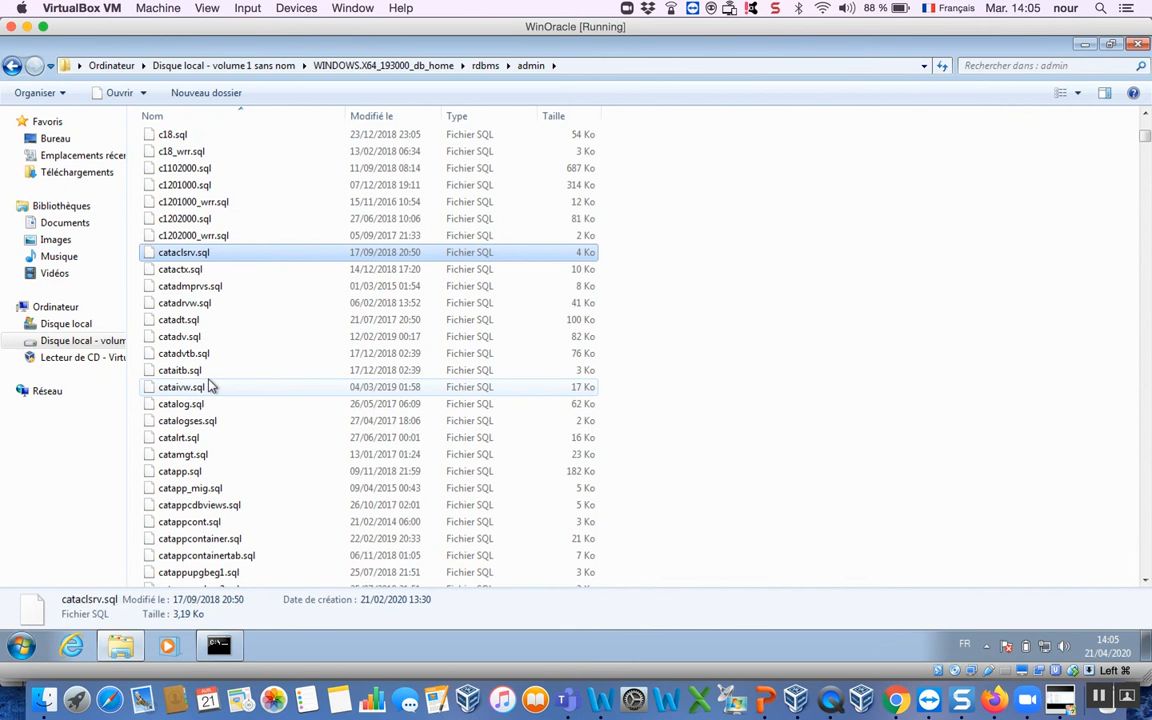 VirtualBox VM Machine View Input Devices Window Help 88 % Français Mar. 14:05 nour
WinOracle [Running]
Ordinateur Disque local - volume 1 sans nom WINDOWS.X64_193000_db_home rdbms admin Rechercher dans : admin
Organiser Ouvrir Nouveau dossier
Favoris
Bureau
Emplacements récer
Téléchargements
Bibliothèques
Documents
Images
Musique
Vidéos
Ordinateur
Disque local
Disque local - volum
Lecteur de CD - Virtu
Réseau
Nom Modifié le Type Taille
c18.sql 23/12/2018 23:05 Fichier SQL 54 Ko
c18_wrr.sql 13/02/2018 06:34 Fichier SQL 3 Ko
c1102000.sql 11/09/2018 08:14 Fichier SQL 687 Ko
c1201000.sql 07/12/2018 19:11 Fichier SQL 314 Ko
c1201000_wrr.sql 15/11/2016 10:54 Fichier SQL 12 Ko
c1202000.sql 27/06/2018 10:06 Fichier SQL 81 Ko
c1202000_wrr.sql 05/09/2017 21:33 Fichier SQL 2 Ko
cataclsrv.sql 17/09/2018 20:50 Fichier SQL 4 Ko
catactx.sql 14/12/2018 17:20 Fichier SQL 10 Ko
catadmprvs.sql 01/03/2015 01:54 Fichier SQL 8 Ko
catadrvw.sql 06/02/2018 13:52 Fichier SQL 41 Ko
catadt.sql 21/07/2017 20:50 Fichier SQL 100 Ko
catadv.sql 12/02/2019 00:17 Fichier SQL 82 Ko
catadvtb.sql 17/12/2018 02:39 Fichier SQL 76 Ko
cataitb.sql 17/12/2018 02:39 Fichier SQL 3 Ko
cataivw.sql 04/03/2019 01:58 Fichier SQL 17 Ko
catalog.sql 26/05/2017 06:09 Fichier SQL 62 Ko
catalogses.sql 27/04/2017 18:06 Fichier SQL 2 Ko
catalrt.sql 27/06/2017 00:01 Fichier SQL 16 Ko
catamgt.sql 13/01/2017 01:24 Fichier SQL 23 Ko
catapp.sql 09/11/2018 21:59 Fichier SQL 182 Ko
catapp_mig.sql 09/04/2015 00:43 Fichier SQL 5 Ko
catappcdbviews.sql 26/10/2017 02:01 Fichier SQL 5 Ko
catappcont.sql 21/02/2014 06:00 Fichier SQL 3 Ko
catappcontainer.sql 22/02/2019 20:33 Fichier SQL 21 Ko
catappcontainertab.sql 06/11/2018 01:05 Fichier SQL 7 Ko
catappupgbeg1.sql 25/07/2018 21:51 Fichier SQL 3 Ko
cataclsrv.sql Modifié le : 17/09/2018 20:50 Date de création : 21/02/2020 13:30
Fichier SQL Taille : 3,19 Ko
FR 14:05
21/04/2020
Left ⌘